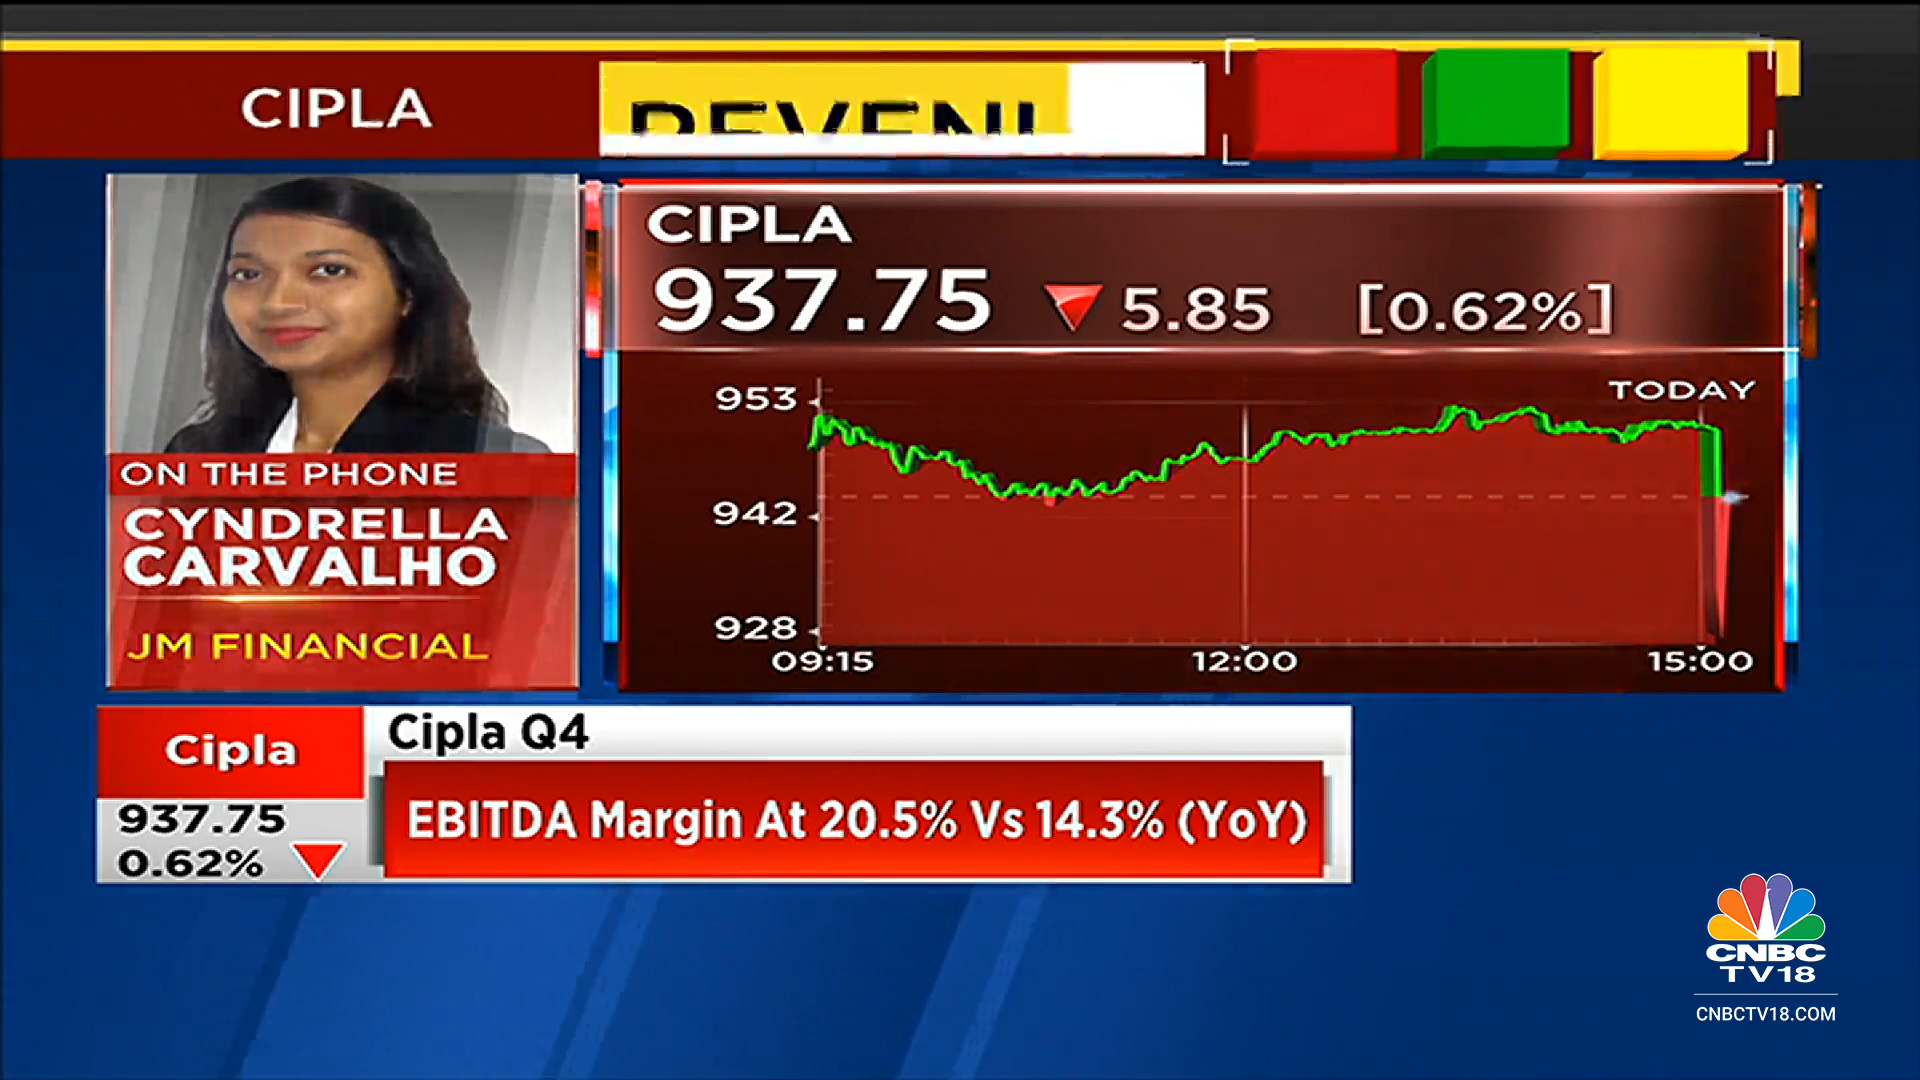 CIPLA
CIPLA
937.75 ▼ 5.85 [0.62%]
TODAY
953
942
928
09:15 12:00 15:00
ON THE PHONE
CYNDRELLA
CARVALHO
JM FINANCIAL
Cipla
937.75
0.62% ▼
Cipla Q4
EBITDA Margin At 20.5% Vs 14.3% (YoY)
CNBC
TV18
CNBCTV18.COM